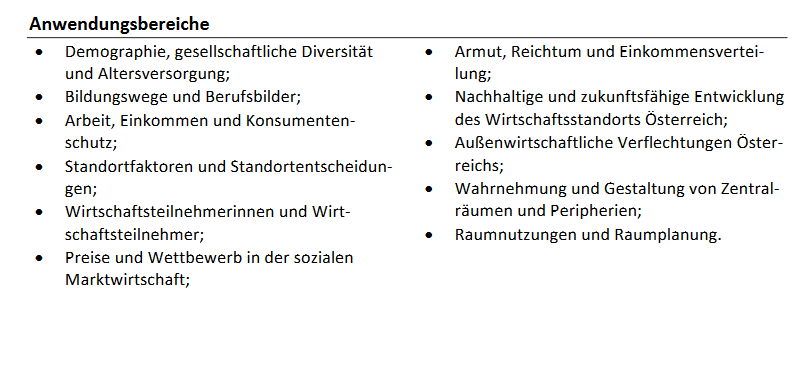 Anwendungsbereiche
• Demographie, gesellschaftliche Diversität
und Altersversorgung;
• Bildungswege und Berufsbilder;
• Arbeit, Einkommen und Konsumenten-
schutz;
• Standortfaktoren und Standortentscheidun-
gen;
• Wirtschaftsteilnehmerinnen und Wirt-
schaftsteilnehmer;
• Preise und Wettbewerb in der sozialen
Marktwirtschaft;
• Armut, Reichtum und Einkommensvertei-
lung;
• Nachhaltige und zukunftsfähige Entwicklung
des Wirtschaftsstandorts Österreich;
• Außenwirtschaftliche Verflechtungen Öster-
reichs;
• Wahrnehmung und Gestaltung von Zentral-
räumen und Peripherien;
• Raumnutzungen und Raumplanung.